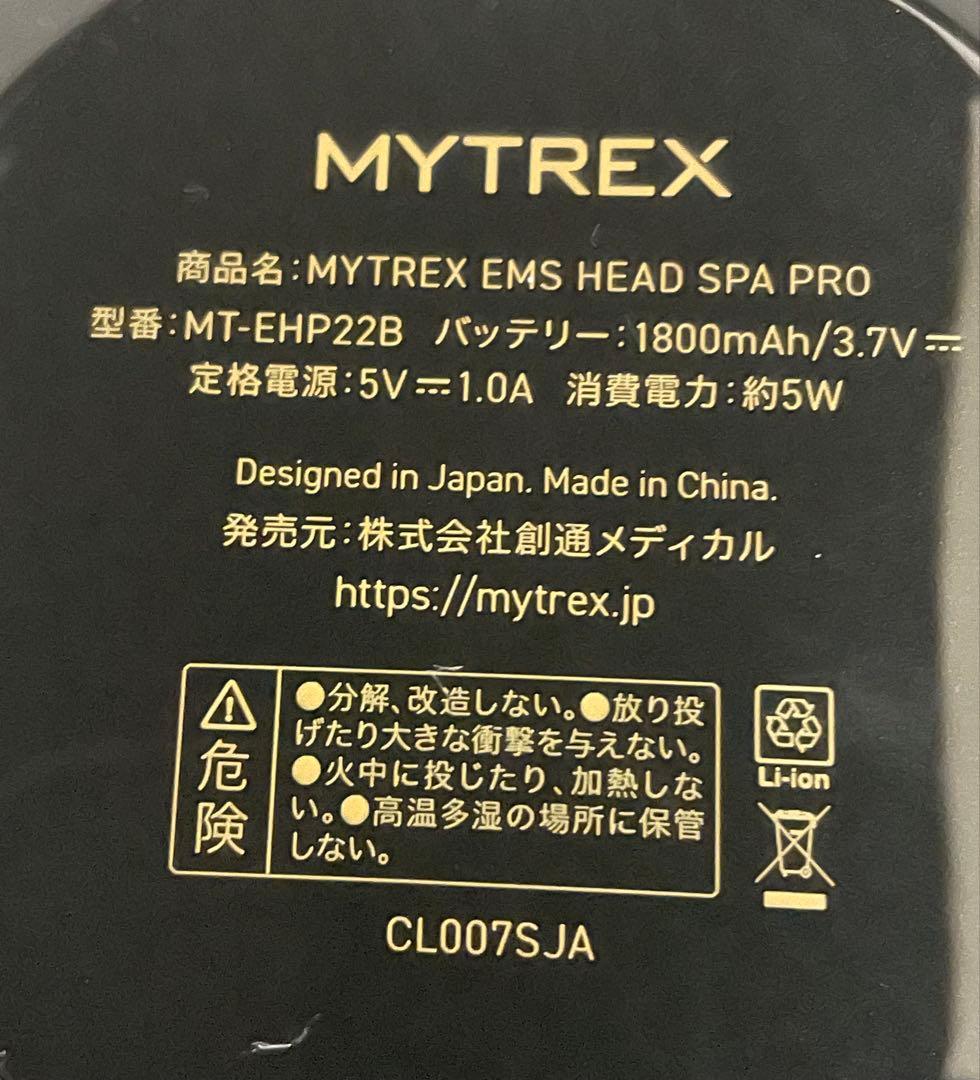 MYTREX
商品名:MYTREX EMS HEAD SPA PRO
型番:MT-EHP22B バッテリー:1800mAh/3.7V⎓
定格電源:5V⎓1.0A 消費電力:約5W
Designed in Japan. Made in China.
発売元:株式会社創通メディカル
https://mytrex.jp
危険
●分解、改造しない。●放り投
げたり大きな衝撃を与えない。
●火中に投じたり、加熱しな
い。●高温多湿の場所に保管
しない。
Li-ion
CL007SJA